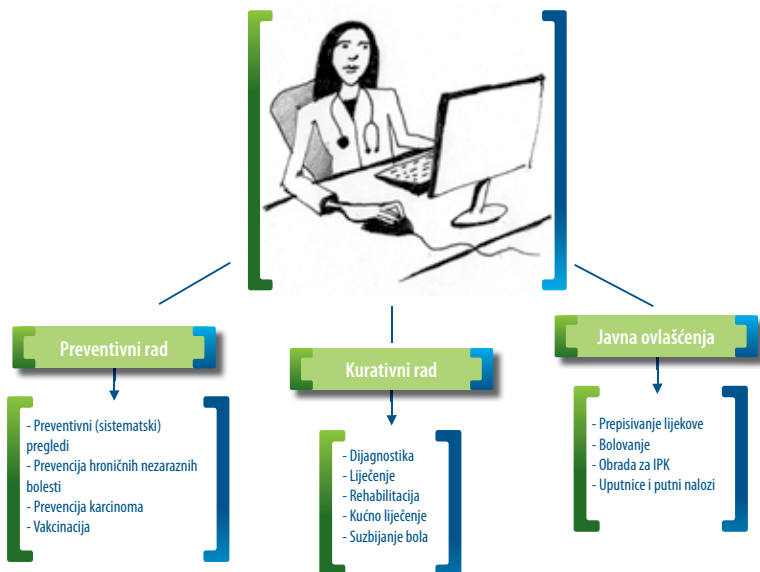 Preventivni rad
- Preventivni (sistematski)
pregledi
- Prevencija hroničnih nezaraznih
bolesti
- Prevencija karcinoma
- Vakcinacija
Kurativni rad
- Dijagnostika
- Liječenje
- Rehabilitacija
- Kućno liječenje
- Suzbijanje bola
Javna ovlašćenja
- Prepisivanje lijekove
- Bolovanje
- Obrada za IPK
- Uputnice i putni nalozi